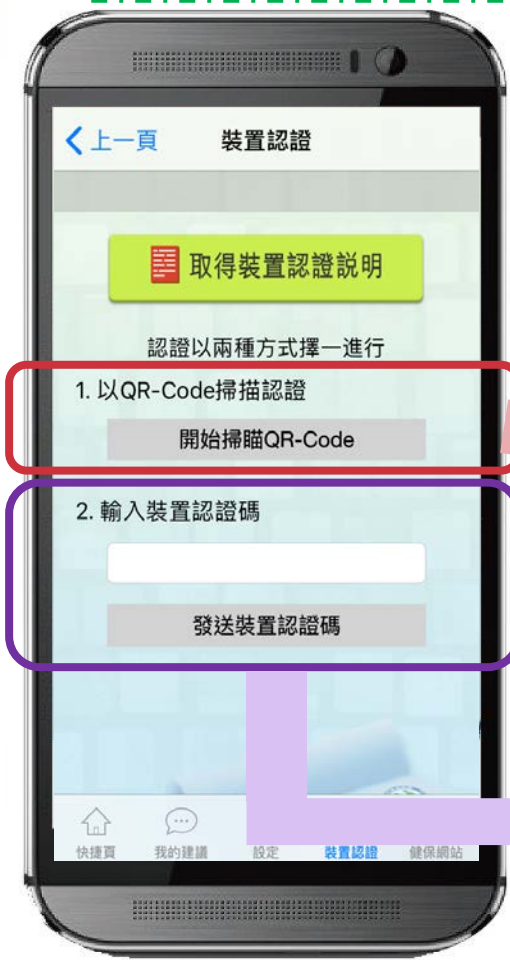 上一頁 裝置認證
取得裝置認證説明
認證以兩種方式擇一進行
1. 以QR-Code掃描認證
開始掃瞄QR-Code
2. 輸入裝置認證碼
發送裝置認證碼
快捷頁 我的建議 設定 裝置認證 健保網站